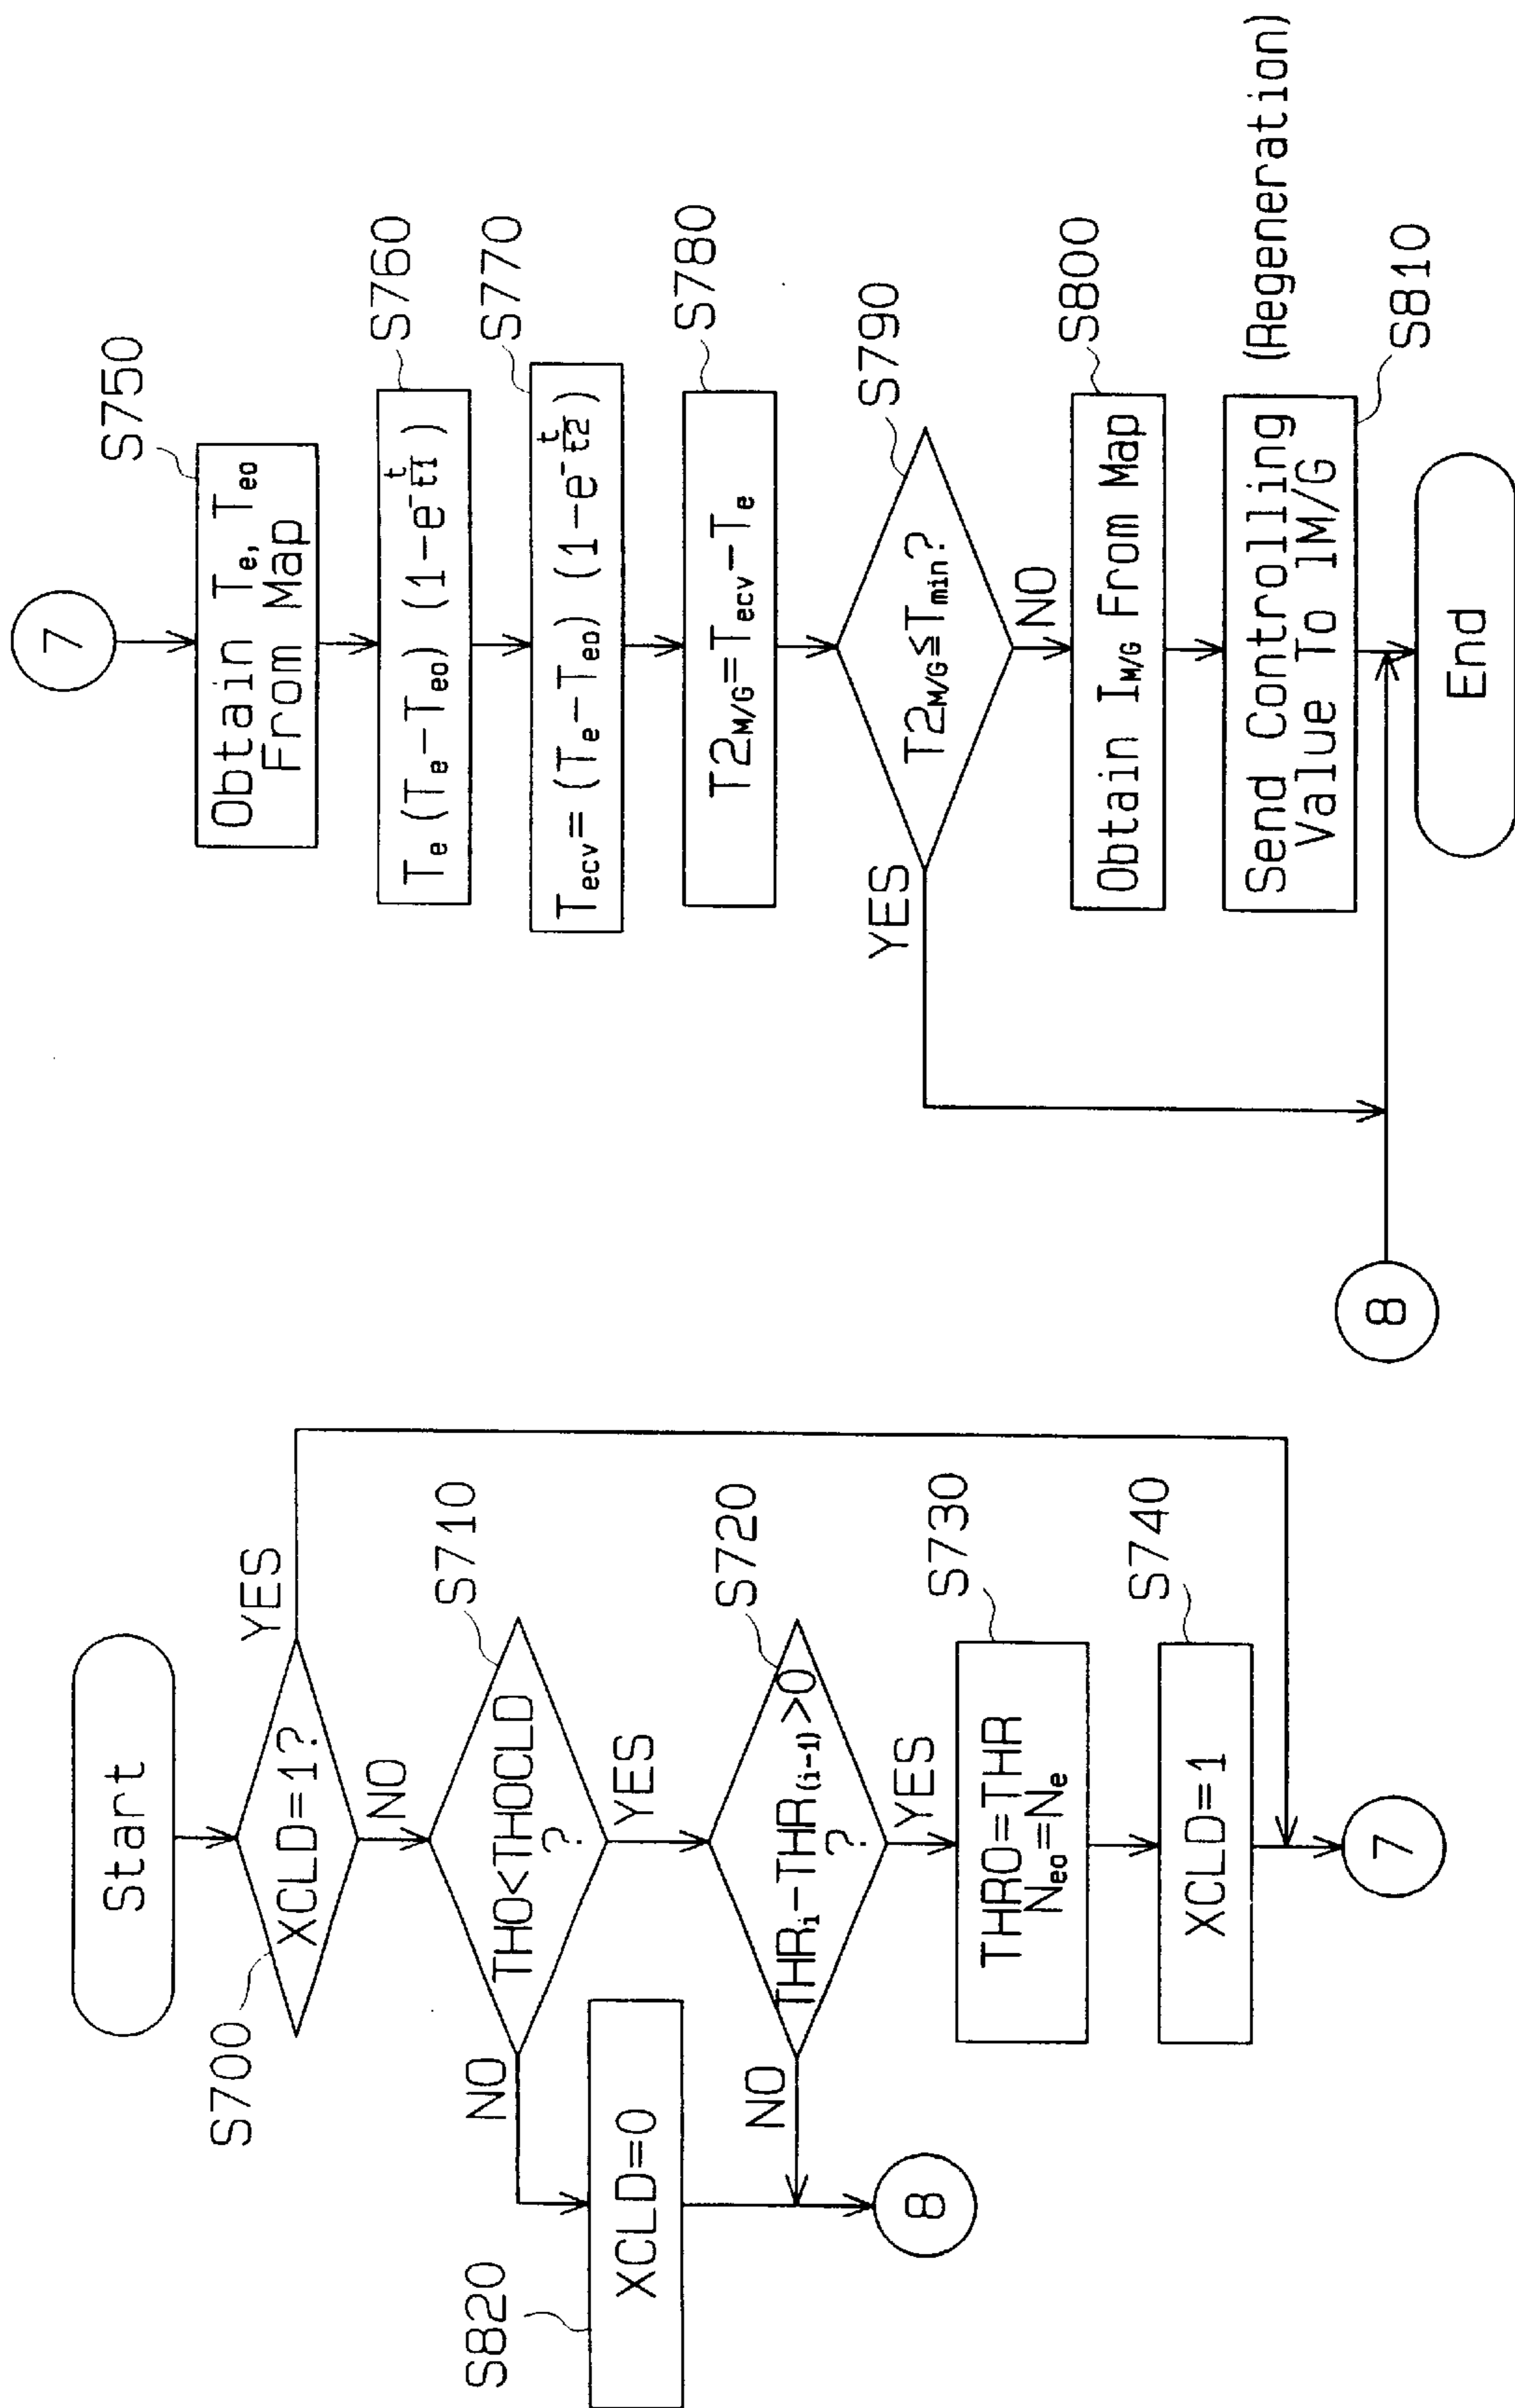 Start
S700
XCLD=1?
YES
NO
S710
THO<THOCLD
?
NO
YES
S820
XCLD=0
S720
THRi-THR(i-1)>0
?
NO
YES
8
S730
THRO=THR
Neo=Ne
S740
XCLD=1
7
7
S750
Obtain Te, Teo
From Map
S760
Te(Te-Teo)(1-e^-t/t1)
S770
Tecv=(Te-Teo)(1-e^-t/t2)
S780
T2M/G=Tecv-Te
S790
T2M/G≦Tmin?
YES
NO
S800
Obtain IM/G From Map
Send Controlling (Regeneration)
Value To 1M/G
S810
8
End